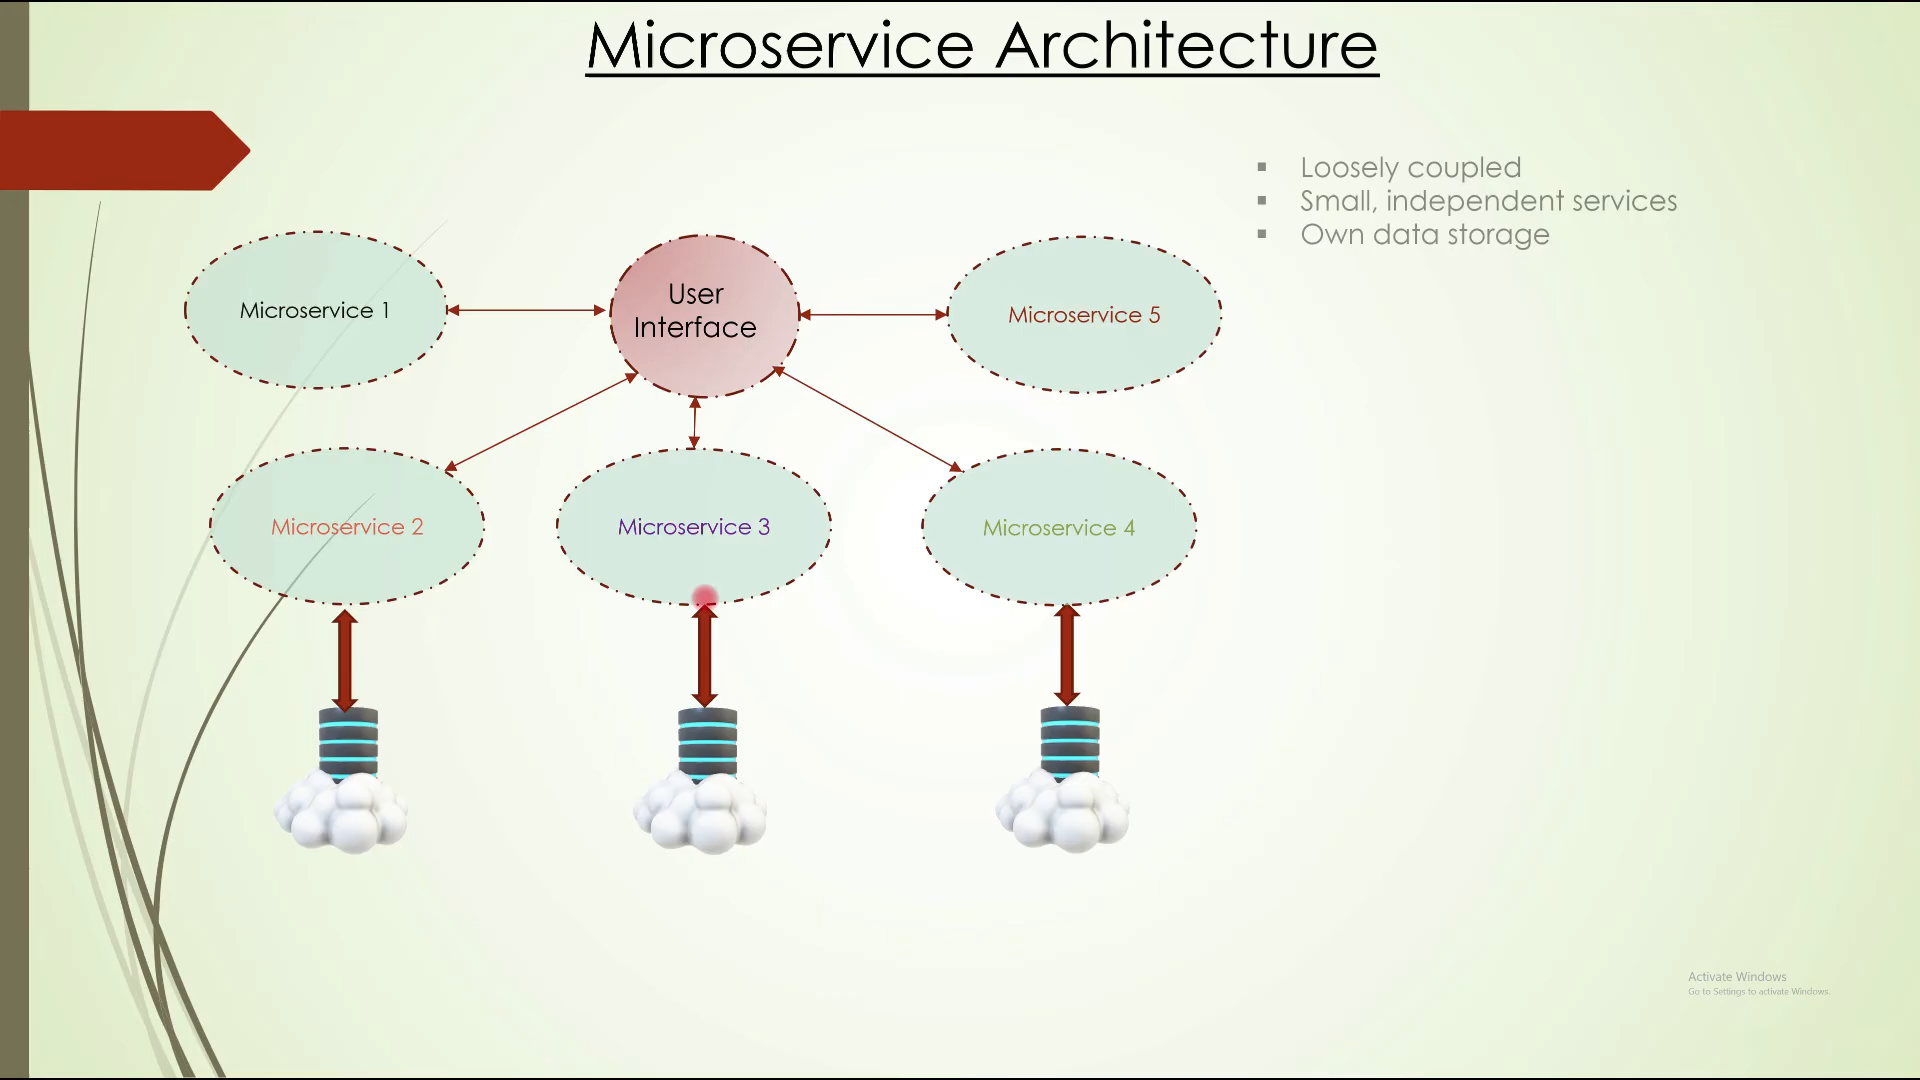 Microservice Architecture
Loosely coupled
Small, independent services
Own data storage
Microservice 1
User
Interface
Microservice 5
Microservice 2
Microservice 3
Microservice 4
Activate Windows
Go to Settings to activate Windows.